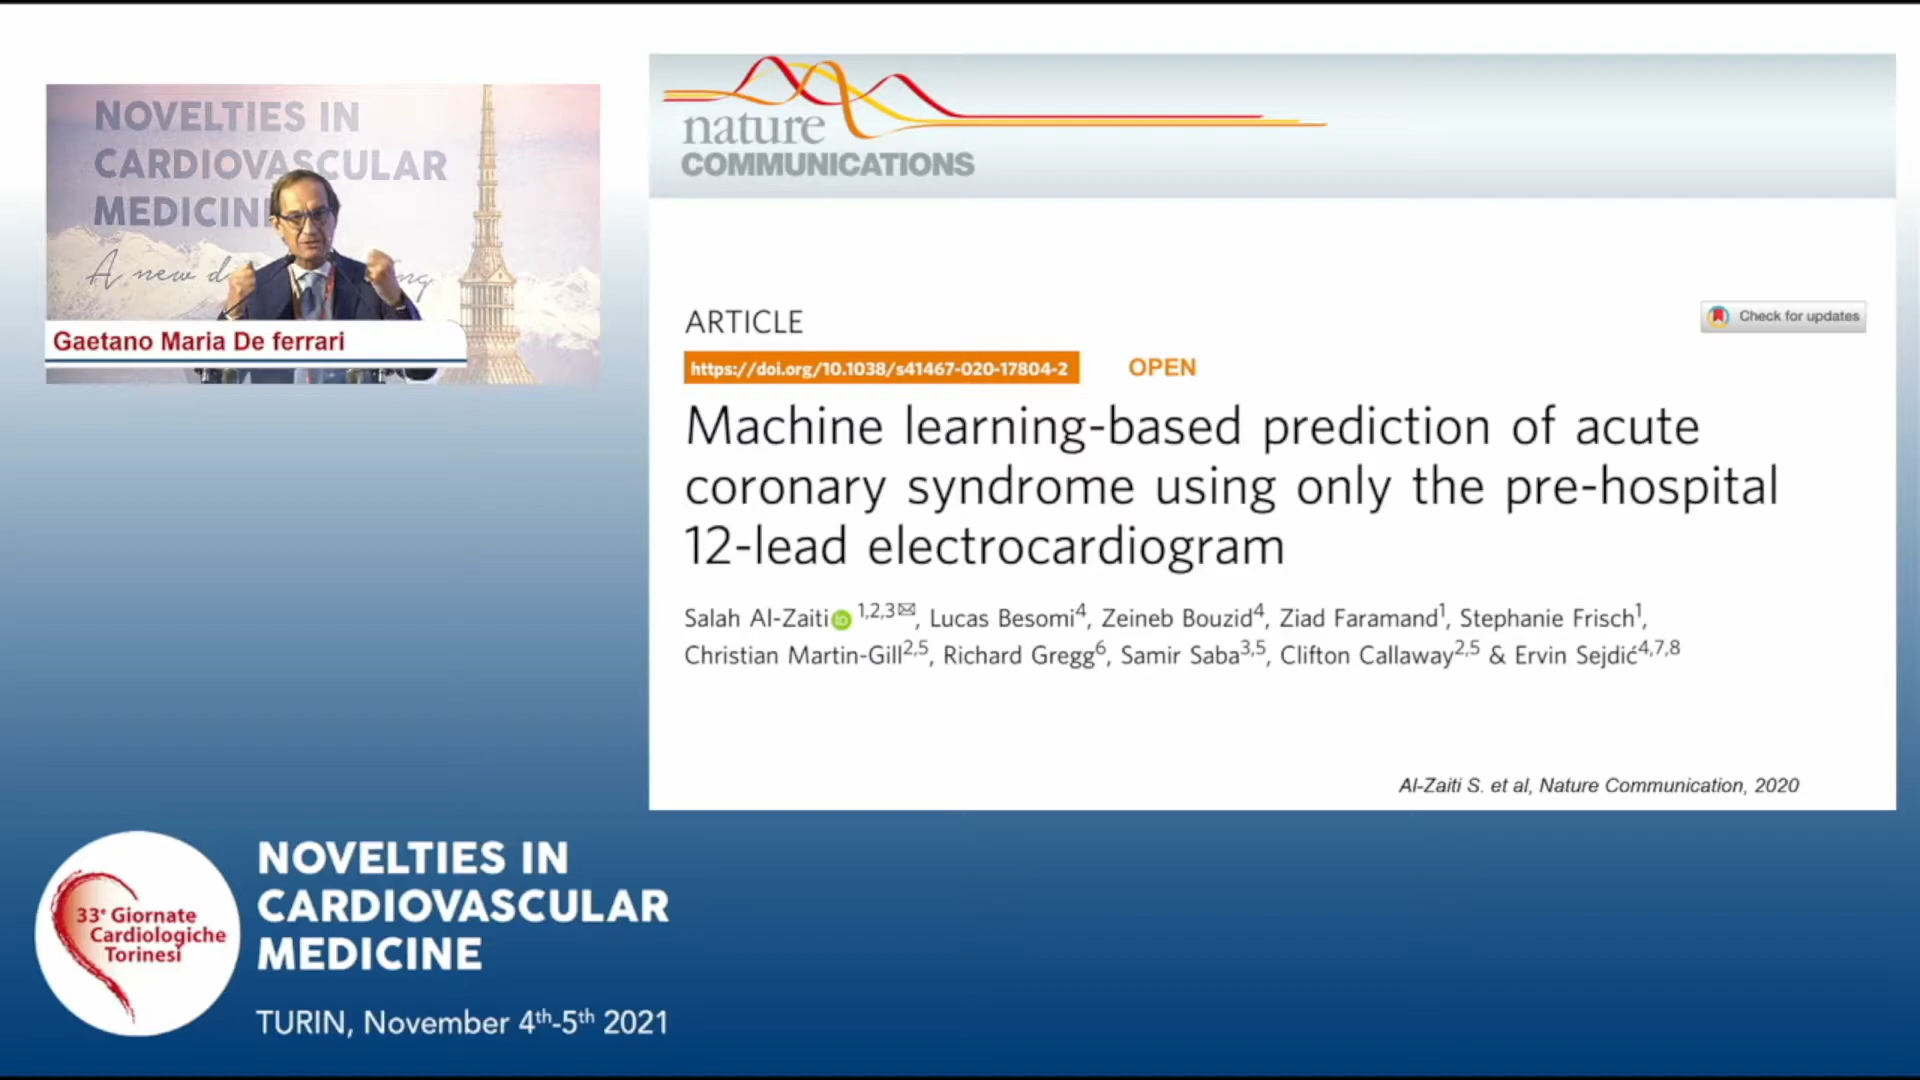 NOVELTIES IN
CARDIOVASCULAR
MEDICINE
A new d
ng
Gaetano Maria De ferrari
nature
COMMUNICATIONS
ARTICLE
Check for updates
https://doi.org/10.1038/s41467-020-17804-2 OPEN
Machine learning-based prediction of acute
coronary syndrome using only the pre-hospital
12-lead electrocardiogram
Salah Al-Zaiti iD 1,2,3✉, Lucas Besomi4, Zeineb Bouzid4, Ziad Faramand1, Stephanie Frisch1,
Christian Martin-Gill2,5, Richard Gregg6, Samir Saba3,5, Clifton Callaway2,5 & Ervin Sejdić4,7,8
Al-Zaiti S. et al, Nature Communication, 2020
33° Giornate
Cardiologiche
Torinesi
NOVELTIES IN
CARDIOVASCULAR
MEDICINE
TURIN, November 4th-5th 2021